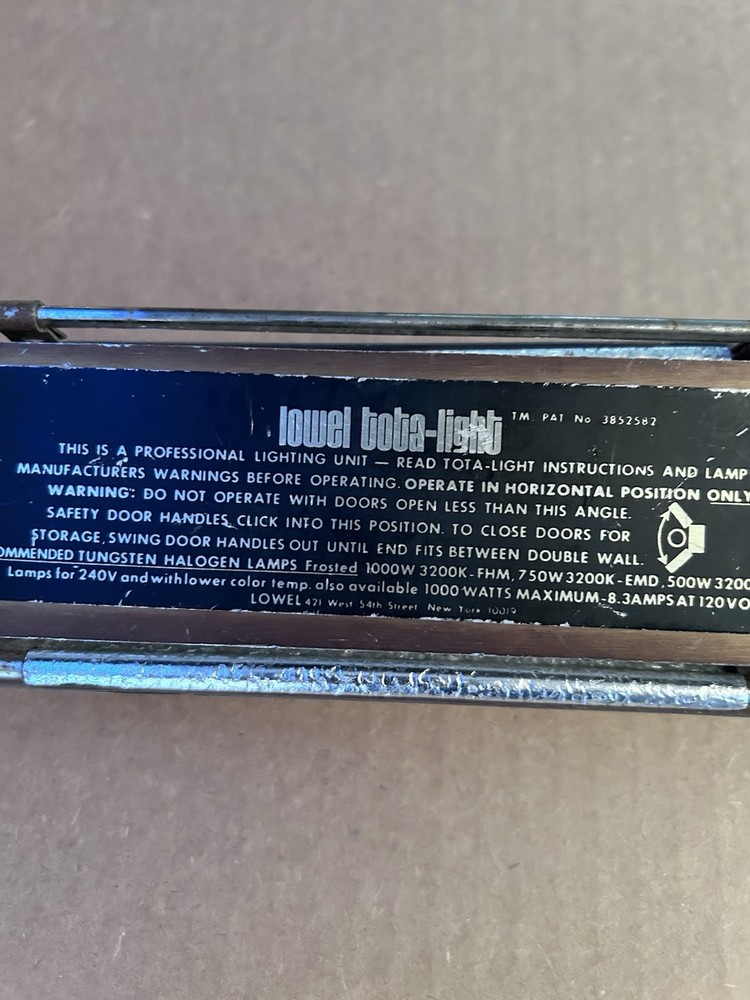 lowel tota-light TM. PAT No 3852582
THIS IS A PROFESSIONAL LIGHTING UNIT — READ TOTA-LIGHT INSTRUCTIONS AND LAMP
MANUFACTURERS WARNINGS BEFORE OPERATING. OPERATE IN HORIZONTAL POSITION ONLY
WARNING: DO NOT OPERATE WITH DOORS OPEN LESS THAN THIS ANGLE.
SAFETY DOOR HANDLES CLICK INTO THIS POSITION. TO CLOSE DOORS FOR
STORAGE, SWING DOOR HANDLES OUT UNTIL END FITS BETWEEN DOUBLE WALL.
OMMENDED TUNGSTEN HALOGEN LAMPS Frosted 1000W 3200K-FHM, 750W 3200K-EMD, 500W 3200
Lamps for 240V and with lower color temp. also available 1000 WATTS MAXIMUM-8.3AMPS AT 120VO
LOWEL 421 West 54th Street, New York 10019